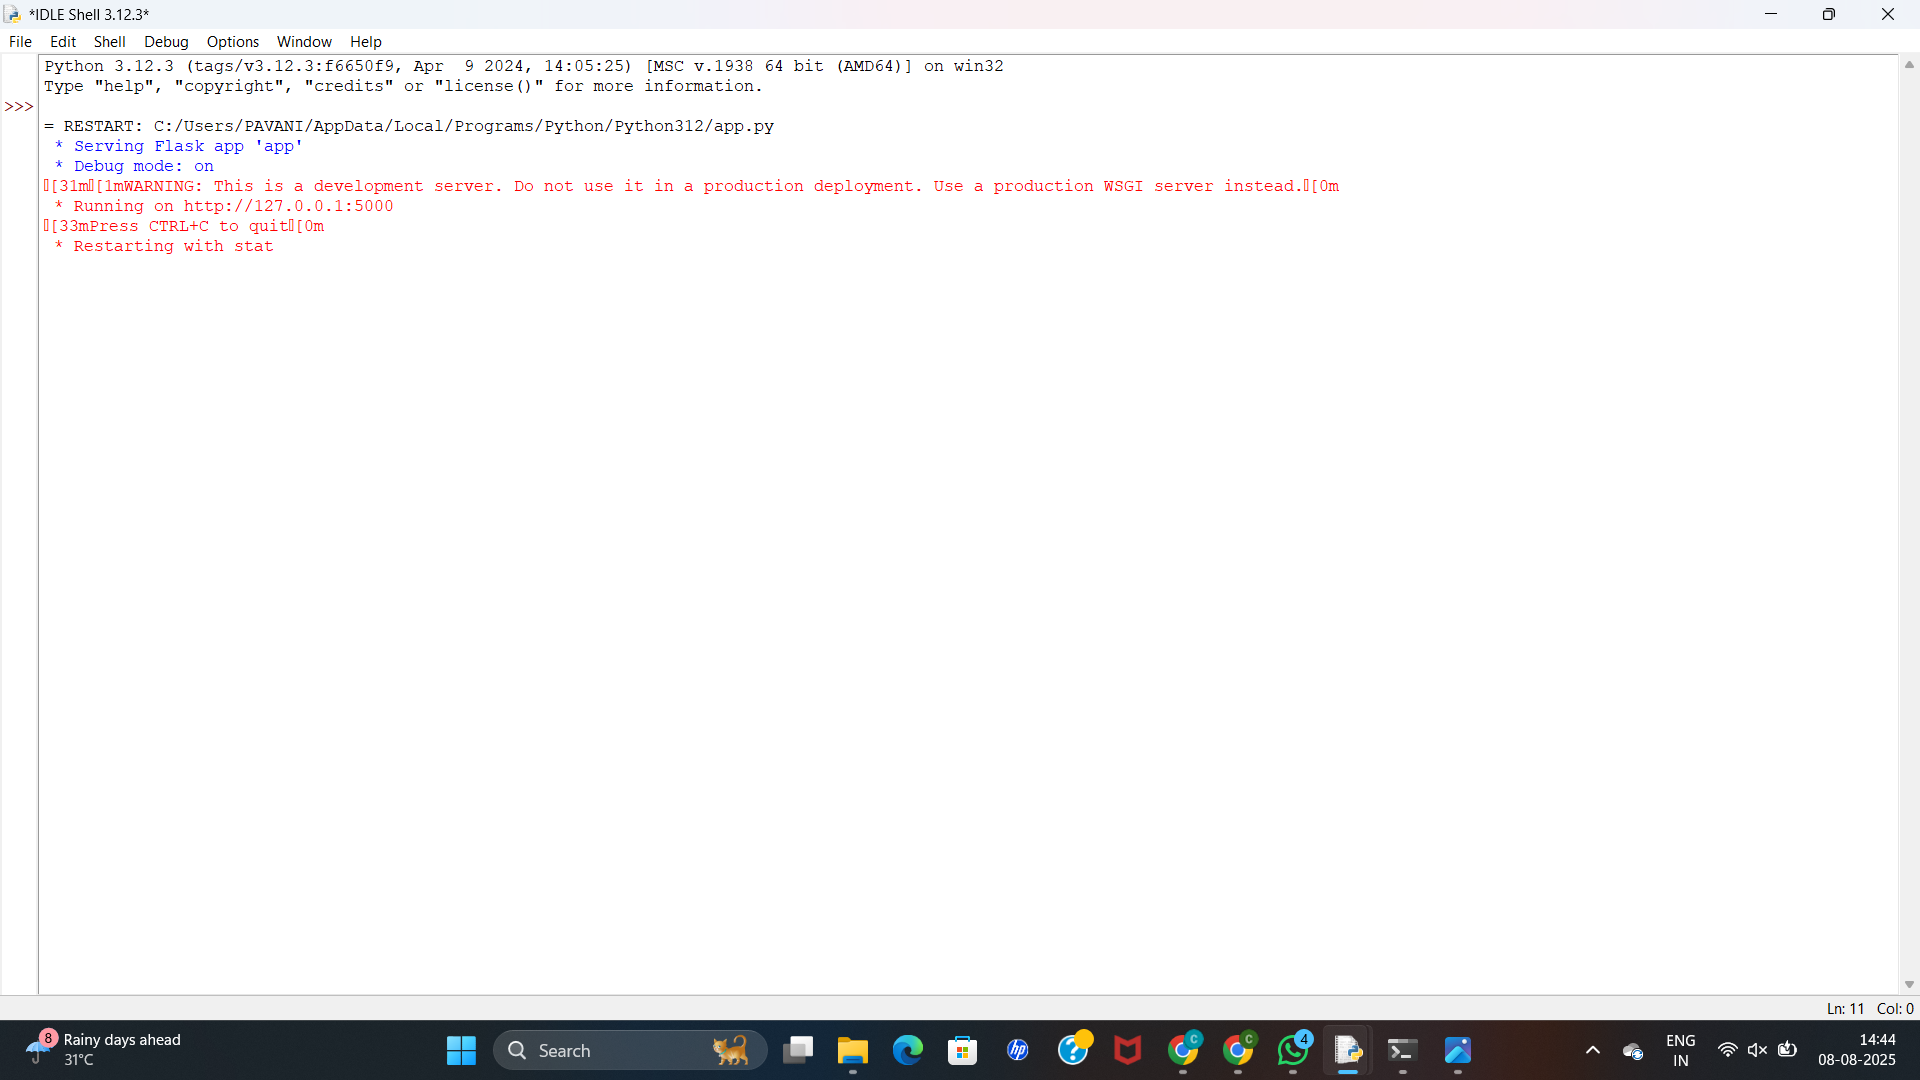 *IDLE Shell 3.12.3*
File Edit Shell Debug Options Window Help
Python 3.12.3 (tags/v3.12.3:f6650f9, Apr  9 2024, 14:05:25) [MSC v.1938 64 bit (AMD64)] on win32
Type "help", "copyright", "credits" or "license()" for more information.
>>>
= RESTART: C:/Users/PAVANI/AppData/Local/Programs/Python/Python312/app.py
 * Serving Flask app 'app'
 * Debug mode: on
[31m[1mWARNING: This is a development server. Do not use it in a production deployment. Use a production WSGI server instead.[0m
 * Running on http://127.0.0.1:5000
[33mPress CTRL+C to quit[0m
 * Restarting with stat
Ln: 11 Col: 0
8 Rainy days ahead
31°C
Search
hp
C
C
4
ENG
IN
14:44
08-08-2025